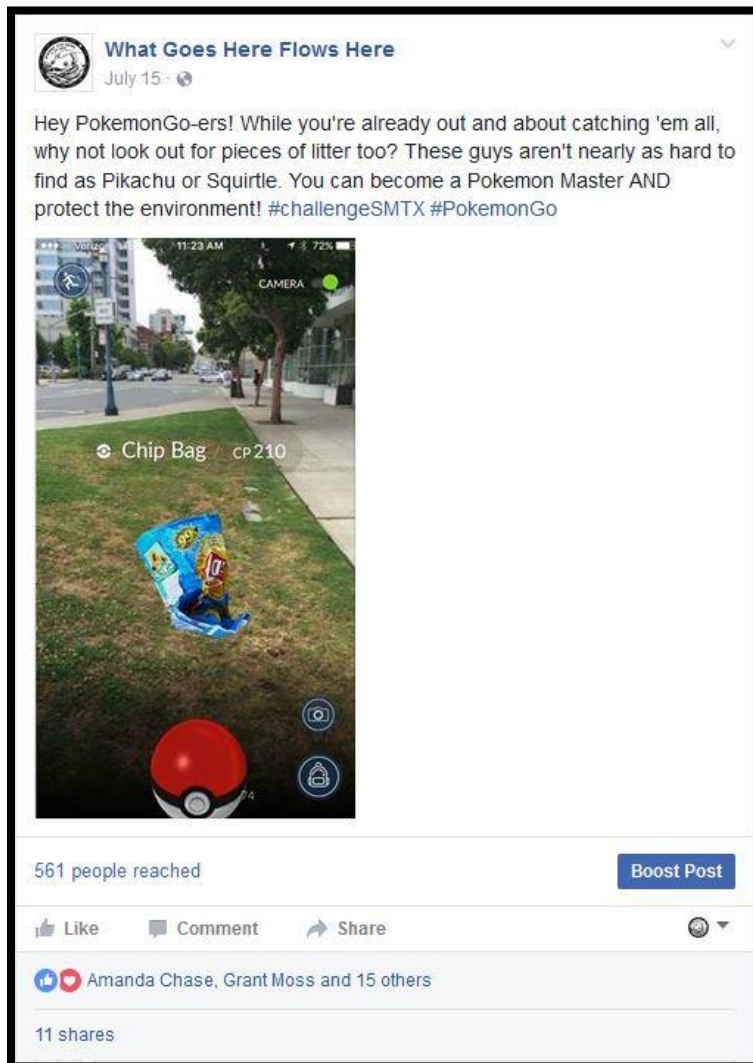 What Goes Here Flows Here
July 15 ·
Hey PokemonGo-ers! While you're already out and about catching 'em all,
why not look out for pieces of litter too? These guys aren't nearly as hard to
find as Pikachu or Squirtle. You can become a Pokemon Master AND
protect the environment! #challengeSMTX #PokemonGo
Verizon 11:23 AM 72%
CAMERA
Chip Bag / CP210
74
561 people reached
Boost Post
Like Comment Share
Amanda Chase, Grant Moss and 15 others
11 shares